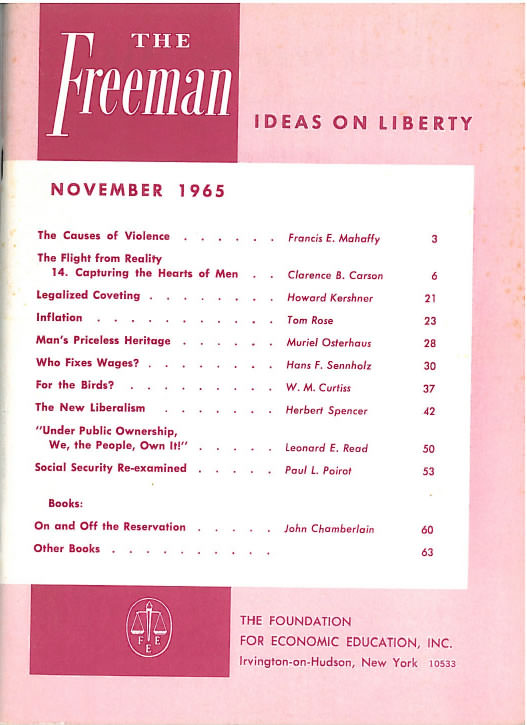 THE
Freeman
IDEAS ON LIBERTY
NOVEMBER 1965
The Causes of Violence . . . . . . Francis E. Mahaffy 3
The Flight from Reality
14. Capturing the Hearts of Men . . Clarence B. Carson 6
Legalized Coveting . . . . . . . . Howard Kershner 21
Inflation . . . . . . . . . . . Tom Rose 23
Man's Priceless Heritage . . . . . . Muriel Osterhaus 28
Who Fixes Wages? . . . . . . . . Hans F. Sennholz 30
For the Birds? . . . . . . . . . W. M. Curtiss 37
The New Liberalism . . . . . . . Herbert Spencer 42
"Under Public Ownership,
We, the People, Own It!" . . . . . Leonard E. Read 50
Social Security Re-examined . . . . . Paul L. Poirot 53
Books:
On and Off the Reservation . . . . . John Chamberlain 60
Other Books . . . . . . . . . . 63
F E E
THE FOUNDATION
FOR ECONOMIC EDUCATION, INC.
Irvington-on-Hudson, New York 10533